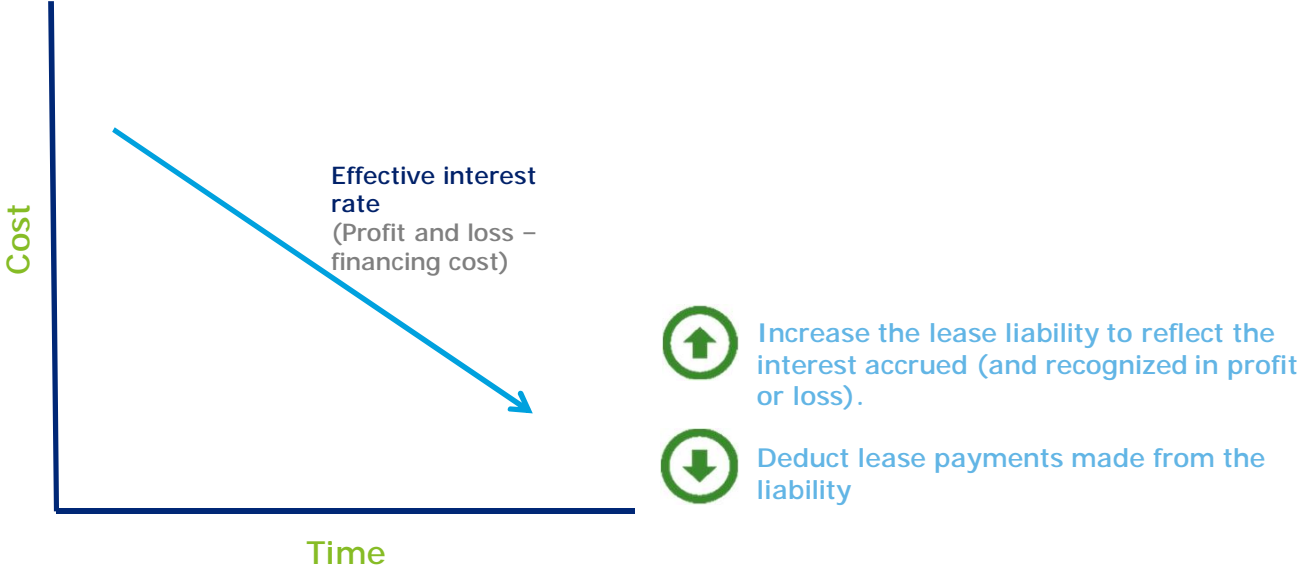 Cost
Effective interest
rate
(Profit and loss –
financing cost)
Time
Increase the lease liability to reflect the
interest accrued (and recognized in profit
or loss).
Deduct lease payments made from the
liability